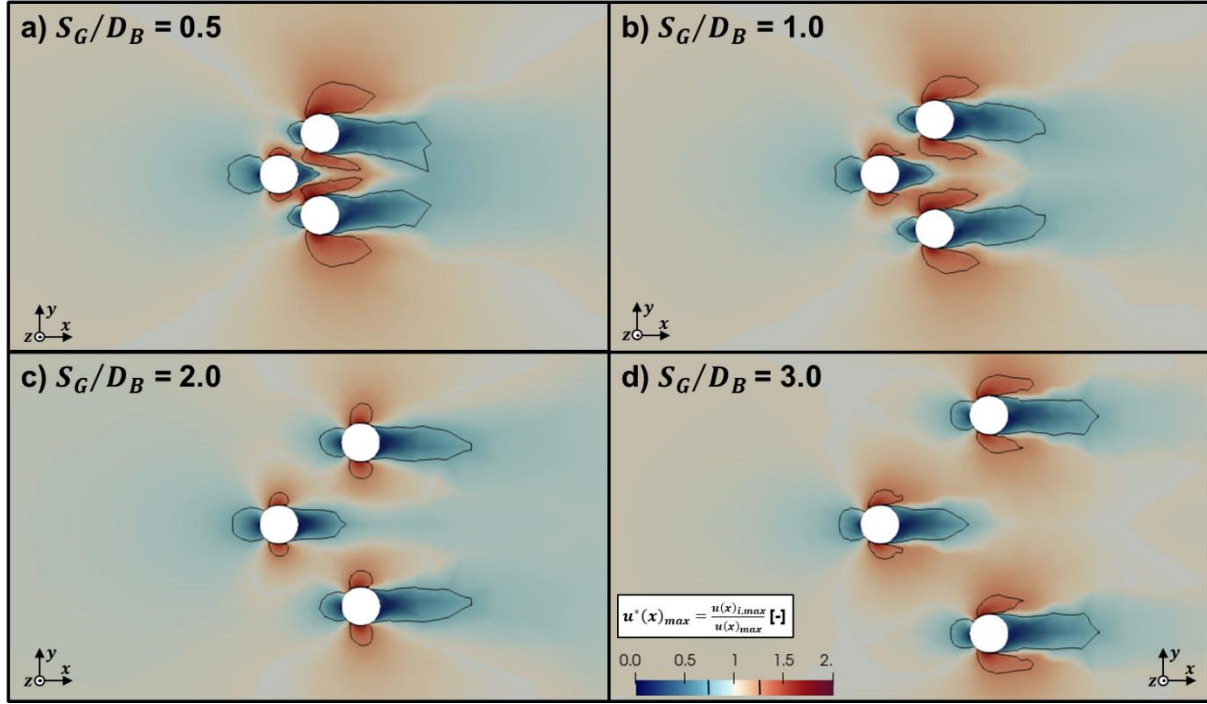 a) S_G/D_B = 0.5
b) S_G/D_B = 1.0
y
x
z
y
x
z
c) S_G/D_B = 2.0
d) S_G/D_B = 3.0
u*(x)_max = u(x)_i,max / u(x)_max [-]
0.0 0.5 1 1.5 2.
y
x
z
y
x
z